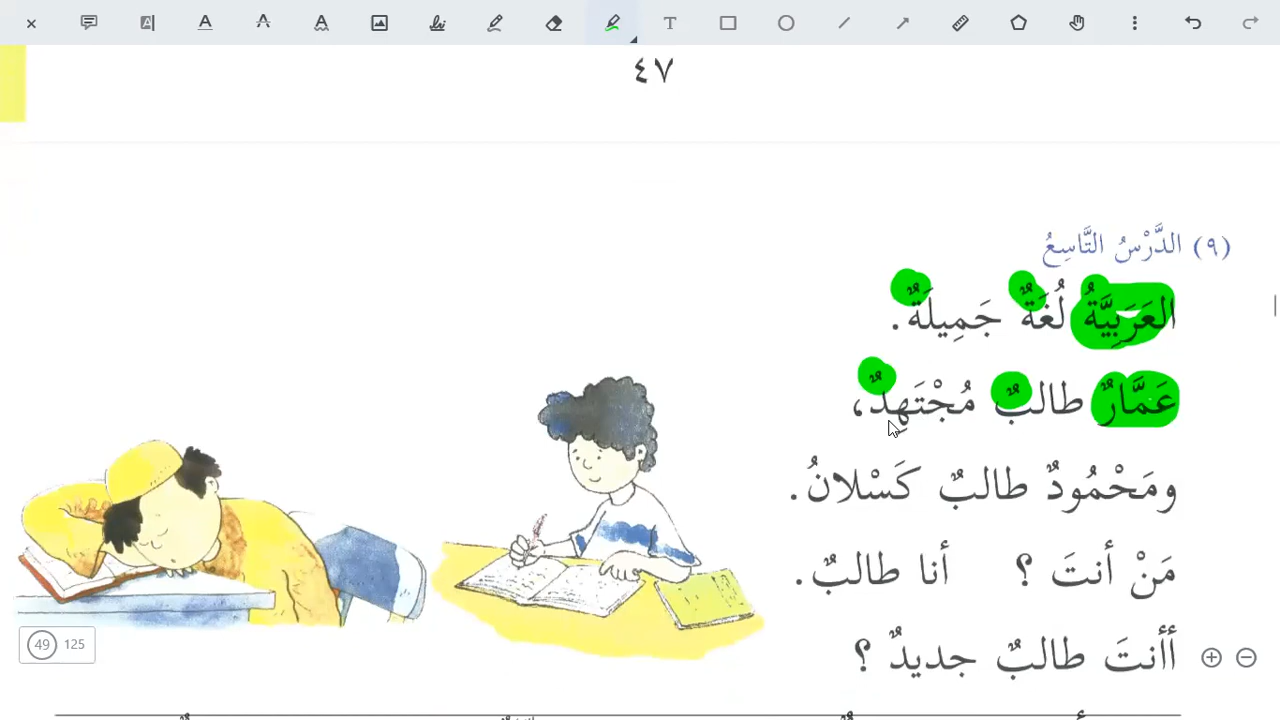 ٤٧
(٩) الدَّرْسُ التَّاسِعُ
العَرَبِيَّةُ لُغَةٌ جَمِيلَةٌ .
عَمَّارٌ طالبٌ مُجْتَهِدٌ،
ومَحْمُودٌ طالبٌ كَسْلانُ .
مَنْ أنتَ ؟ أنا طالبٌ .
أأنتَ طالبٌ جديدٌ ؟
49 125